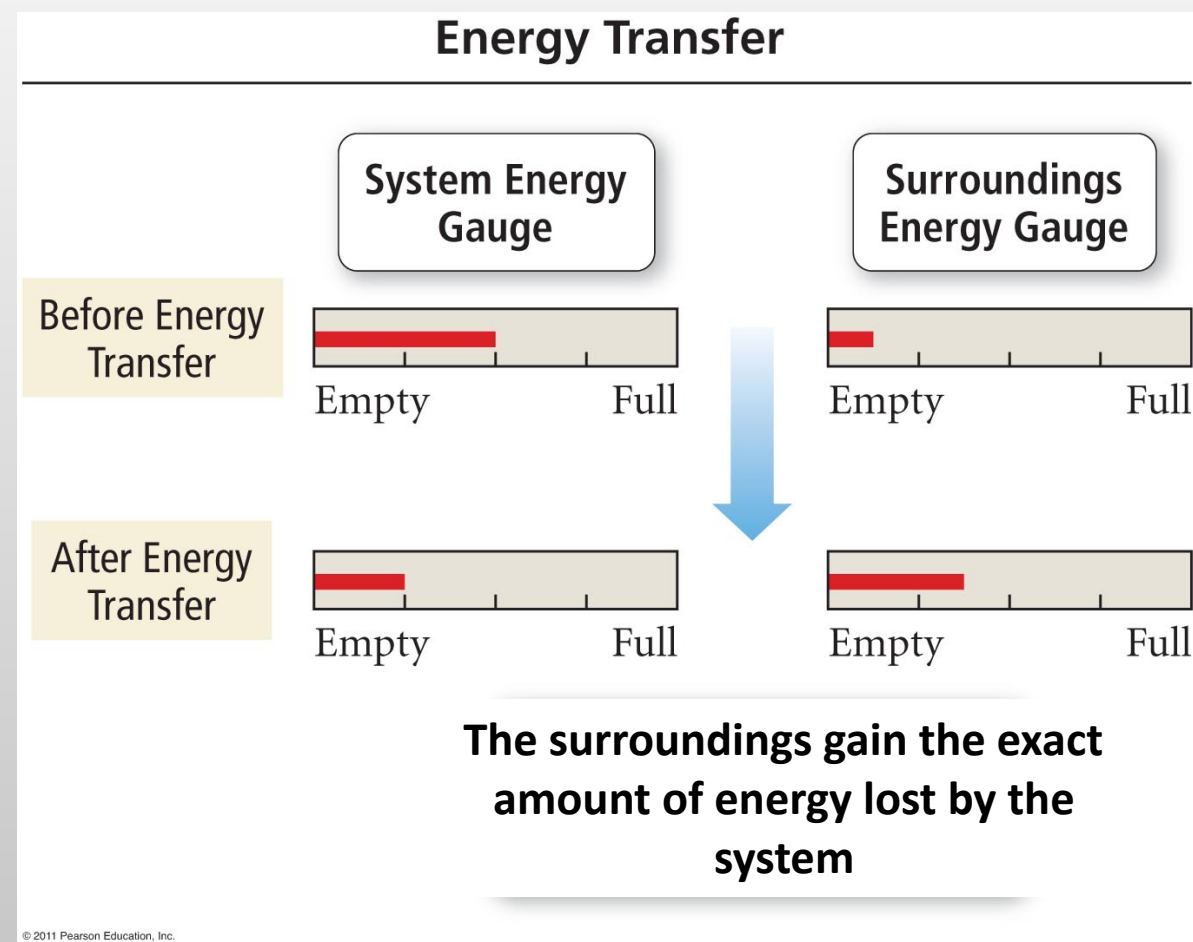 Energy Transfer
System Energy
Gauge
Surroundings
Energy Gauge
Before Energy
Transfer
Empty Full
Empty Full
After Energy
Transfer
Empty Full
Empty Full
The surroundings gain the exact
amount of energy lost by the
system
© 2011 Pearson Education, Inc.